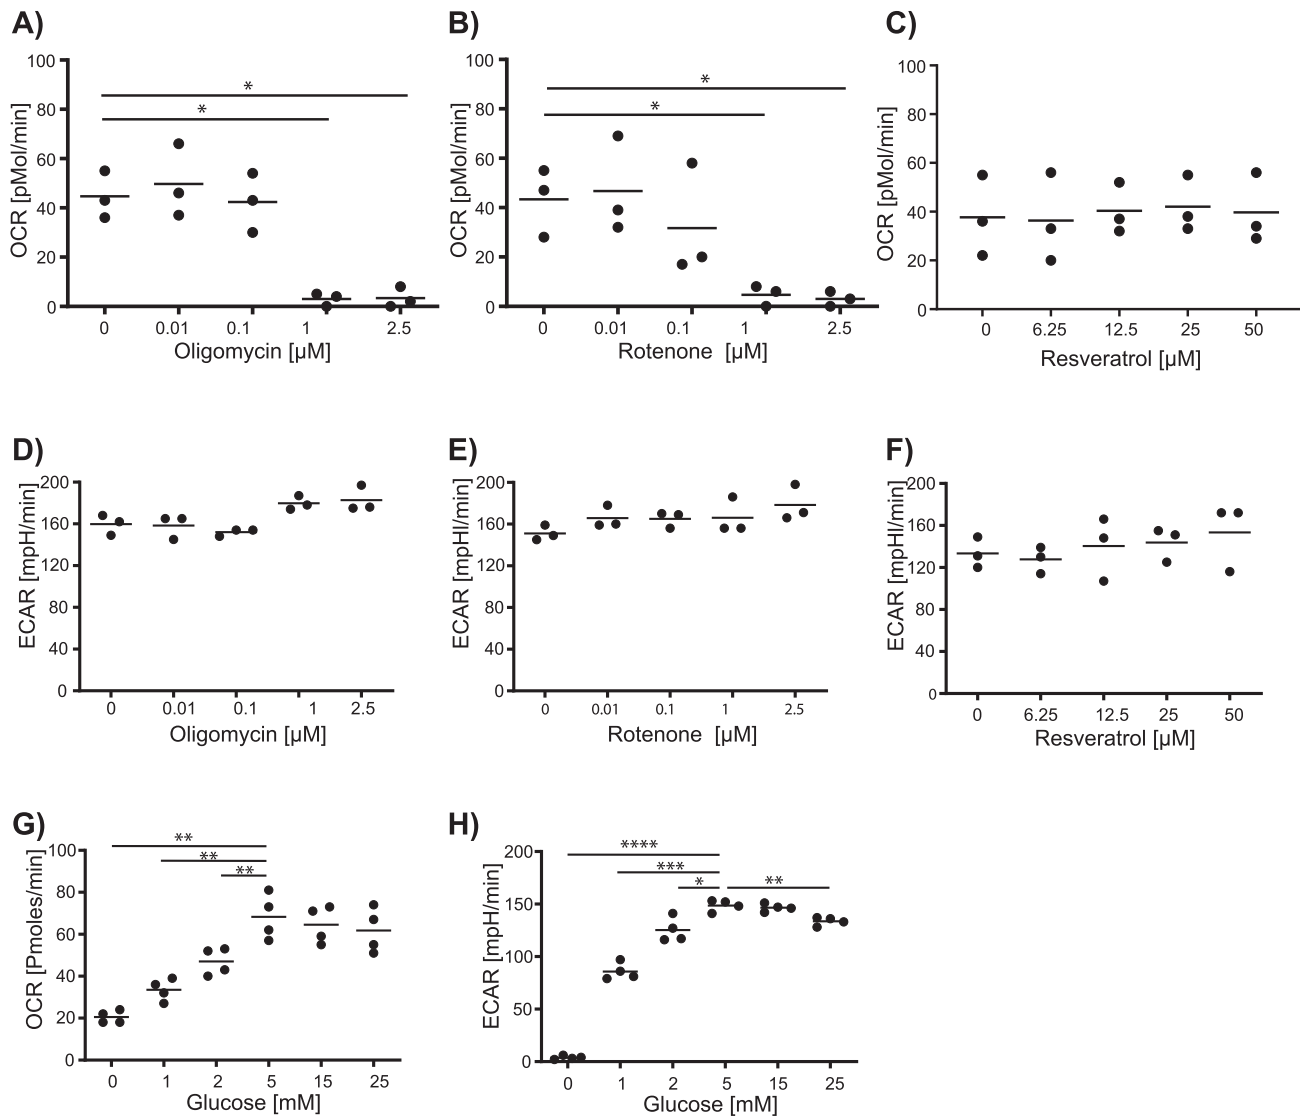 A)
OCR [pMol/min]
100
80
60
40
20
0
*
*
0 0.01 0.1 1 2.5
Oligomycin [µM]
B)
OCR [pMol/min]
100
80
60
40
20
0
*
*
0 0.01 0.1 1 2.5
Rotenone [µM]
C)
OCR [pMol/min]
100
80
60
40
20
0
0 6.25 12.5 25 50
Resveratrol [µM]
D)
ECAR [mpH/min]
200
160
120
80
40
0
0 0.01 0.1 1 2.5
Oligomycin [µM]
E)
ECAR [mpHl/min]
200
160
120
80
40
0
0 0.01 0.1 1 2.5
Rotenone [µM]
F)
ECAR [mpHl/min]
200
160
120
80
40
0
0 6.25 12.5 25 50
Resveratrol [µM]
G)
OCR [Pmoles/min]
100
80
60
40
20
0
**
**
**
0 1 2 5 15 25
Glucose [mM]
H)
ECAR [mpH/min]
200
150
100
50
0
****
***
* **
0 1 2 5 15 25
Glucose [mM]